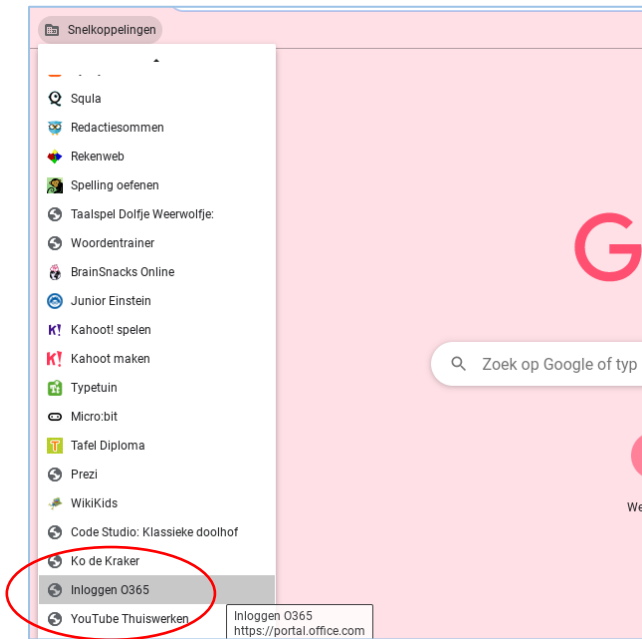 Snelkoppelingen
Squla
Redactiesommen
Rekenweb
Spelling oefenen
Taalspel Dolfje Weerwolfje:
Woordentrainer
BrainSnacks Online
Junior Einstein
Kahoot! spelen
Kahoot maken
Typetuin
Micro:bit
Tafel Diploma
Prezi
WikiKids
Code Studio: Klassieke doolhof
Ko de Kraker
Inloggen O365
YouTube Thuiswerken
Inloggen O365
https://portal.office.com
G
Zoek op Google of typ
We